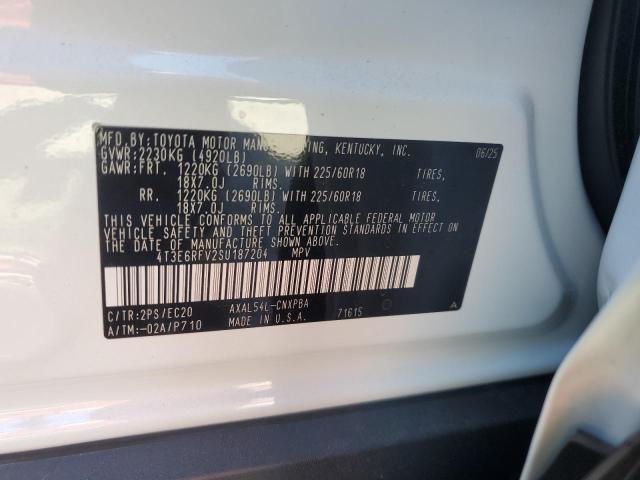 MFD.BY:TOYOTA MOTOR MANUFACTURING, KENTUCKY, INC. 06/25
GVWR:2230KG (4920LB)
GAWR:FRT. 1220KG (2690LB) WITH 225/60R18 TIRES,
18X7.0J RIMS.
RR. 1220KG (2690LB) WITH 225/60R18 TIRES,
18X7.0J RIMS.
THIS VEHICLE CONFORMS TO ALL APPLICABLE FEDERAL MOTOR
VEHICLE SAFETY AND THEFT PREVENTION STANDARDS IN EFFECT ON
DATE OF MANUFACTURE SHOWN ABOVE.
4T3E6RFV2SU187204 MPV
C/TR:2PS/EC20 AXAL54L-CNXPBA A
A/TM:-02A/P710 MADE IN U.S.A. 71615